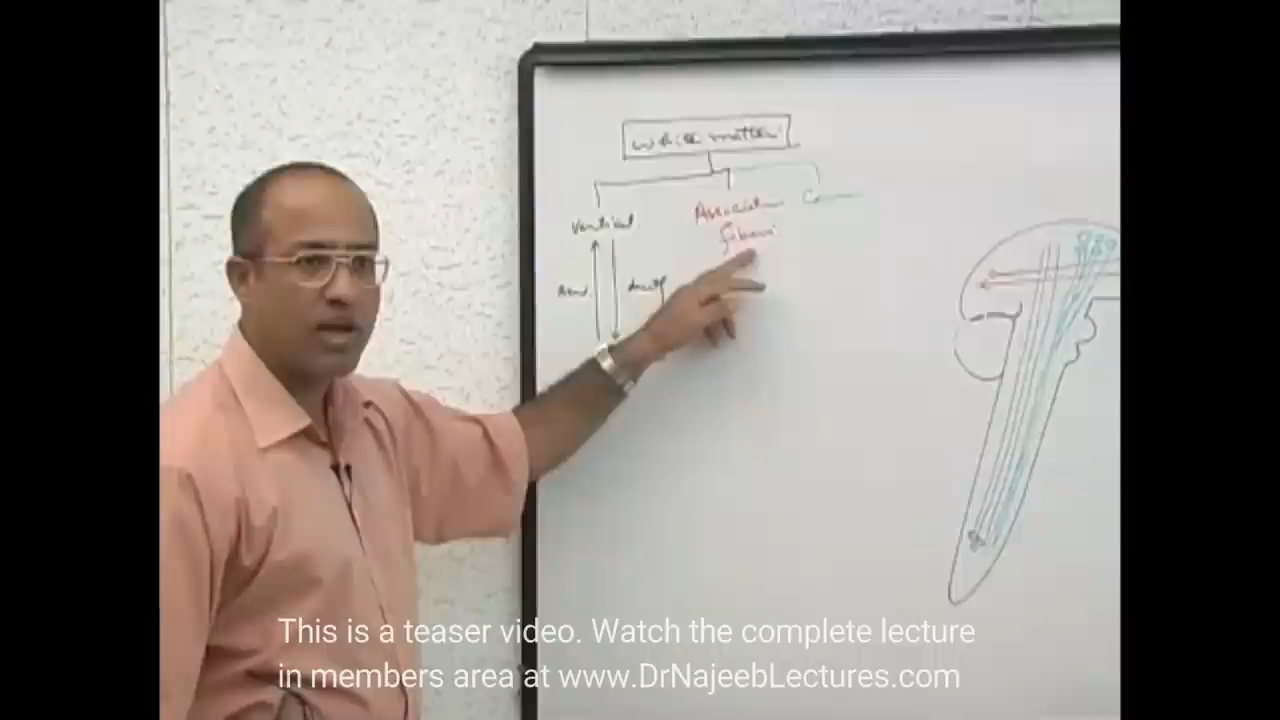 white matter
Vertical
Association
fibers
This is a teaser video. Watch the complete lecture
in members area at www.DrNajeebLectures.com